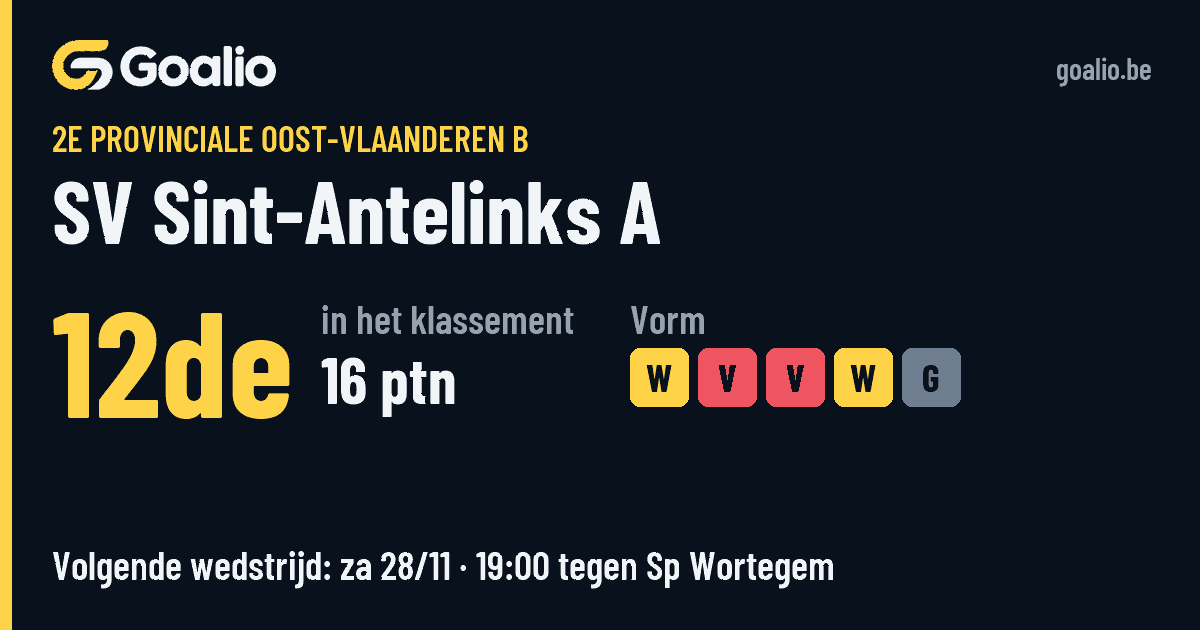 Goalio
goalio.be
2E PROVINCIALE OOST-VLAANDEREN B
SV Sint-Antelinks A
12de
in het klassement
16 ptn
Vorm
W V V W G
Volgende wedstrijd: za 28/11 · 19:00 tegen Sp Wortegem